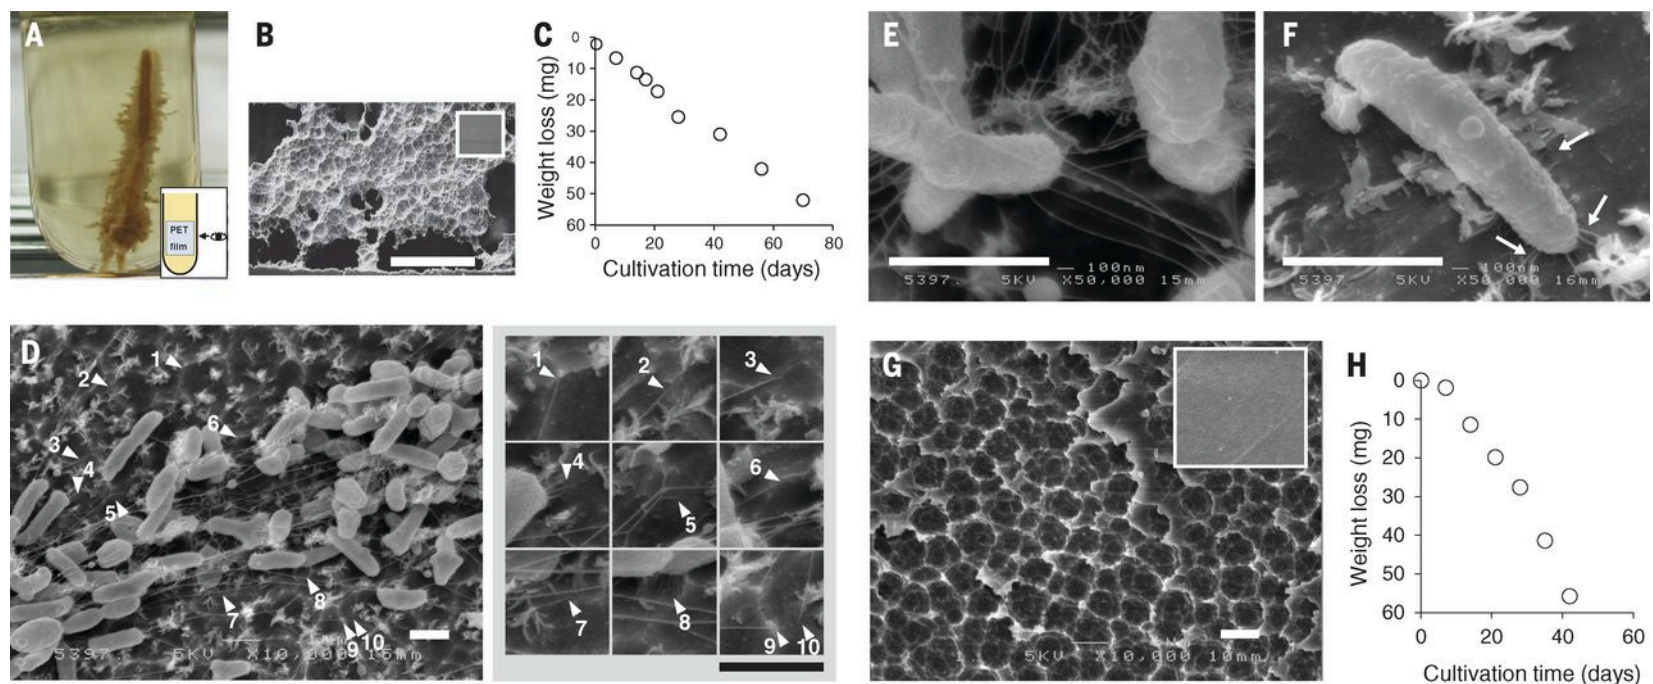 A
PET
film
B
C
Weight loss (mg)
0
10
20
30
40
50
60
0 20 40 60 80
Cultivation time (days)
D
1
2
3
4
5
6
7
8
9 10
5397. 5KV X10,000 15mm
1
2
3
4
5
6
7
8
9 10
E
100nm
5397. 5KV X50,000 15mm
F
100nm
5397. 5KV X50,000 16mm
G
5KV X10,000 10mm
H
Weight loss (mg)
0
10
20
30
40
50
60
0 20 40 60
Cultivation time (days)